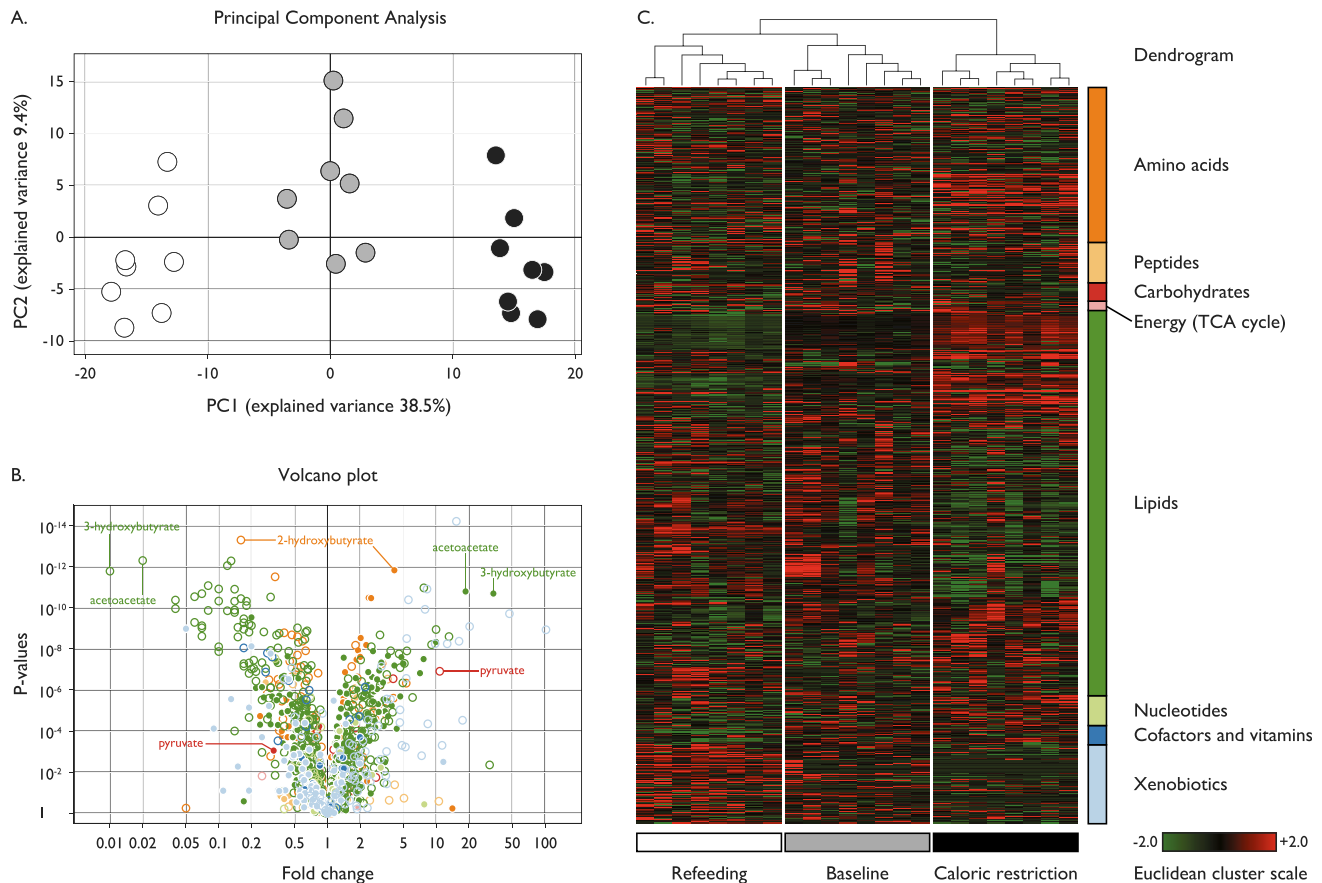 A.
Principal Component Analysis
PC2 (explained variance 9.4%)
15
10
5
0
-5
-10
-20
-10
0
10
20
PC1 (explained variance 38.5%)
B.
Volcano plot
P-values
10-14
10-12
10-10
10-8
10-6
10-4
10-2
1
3-hydroxybutyrate
acetoacetate
2-hydroxybutyrate
acetoacetate
3-hydroxybutyrate
pyruvate
pyruvate
0.01 0.02 0.05 0.1 0.2 0.5 1 2 5 10 20 50 100
Fold change
C.
Dendrogram
Amino acids
Peptides
Carbohydrates
Energy (TCA cycle)
Lipids
Nucleotides
Cofactors and vitamins
Xenobiotics
-2.0
+2.0
Refeeding
Baseline
Caloric restriction
Euclidean cluster scale